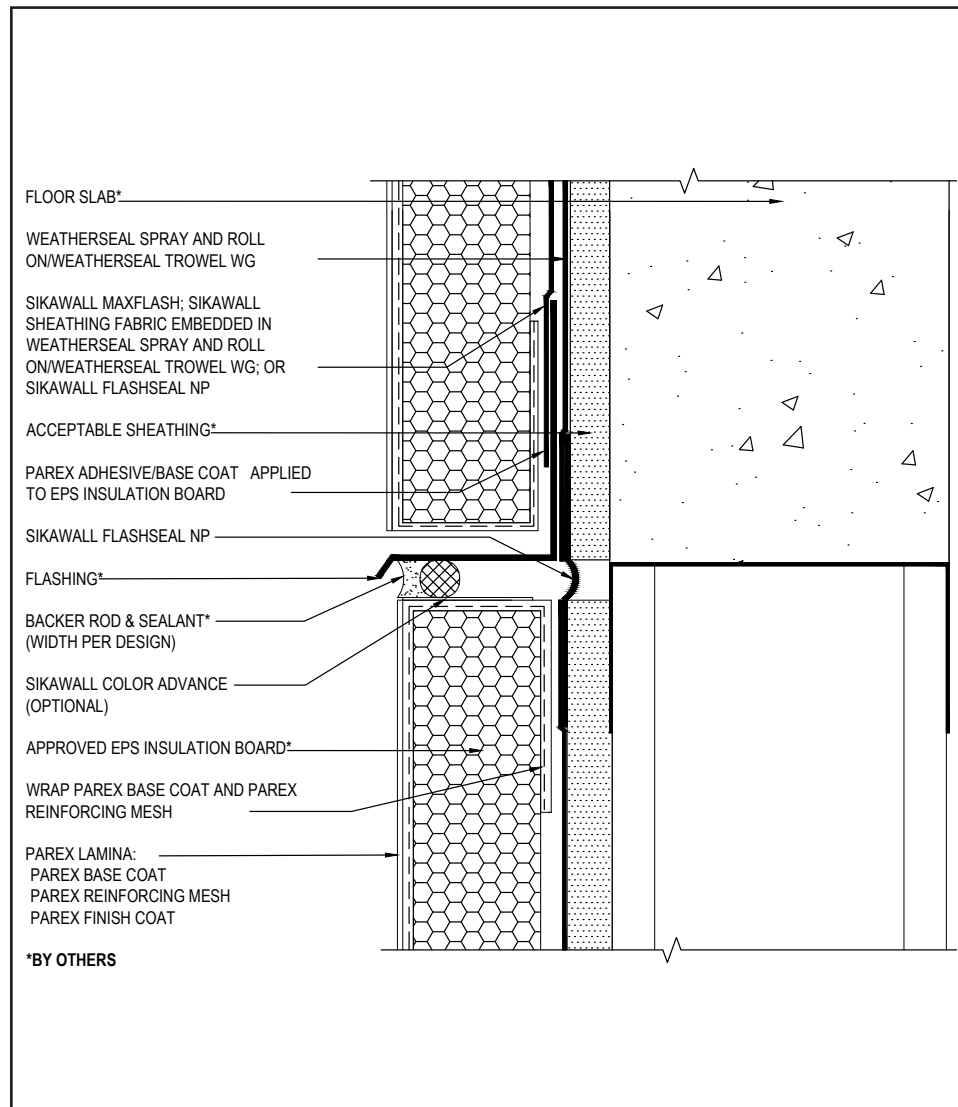 FLOOR SLAB*
WEATHERSEAL SPRAY AND ROLL
ON/WEATHERSEAL TROWEL WG
SIKAWALL MAXFLASH; SIKAWALL
SHEATHING FABRIC EMBEDDED IN
WEATHERSEAL SPRAY AND ROLL
ON/WEATHERSEAL TROWEL WG; OR
SIKAWALL FLASHSEAL NP
ACCEPTABLE SHEATHING*
PAREX ADHESIVE/BASE COAT APPLIED
TO EPS INSULATION BOARD
SIKAWALL FLASHSEAL NP
FLASHING*
BACKER ROD & SEALANT*
(WIDTH PER DESIGN)
SIKAWALL COLOR ADVANCE
(OPTIONAL)
APPROVED EPS INSULATION BOARD*
WRAP PAREX BASE COAT AND PAREX
REINFORCING MESH
PAREX LAMINA:
PAREX BASE COAT
PAREX REINFORCING MESH
PAREX FINISH COAT
*BY OTHERS